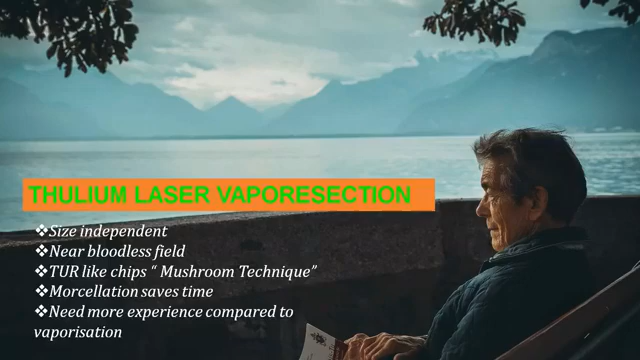 THULIUM LASER VAPORESECTION
❖Size independent
❖Near bloodless field
❖TUR like chips “ Mushroom Technique”
❖Morcellation saves time
❖Need more experience compared to
vaporisation